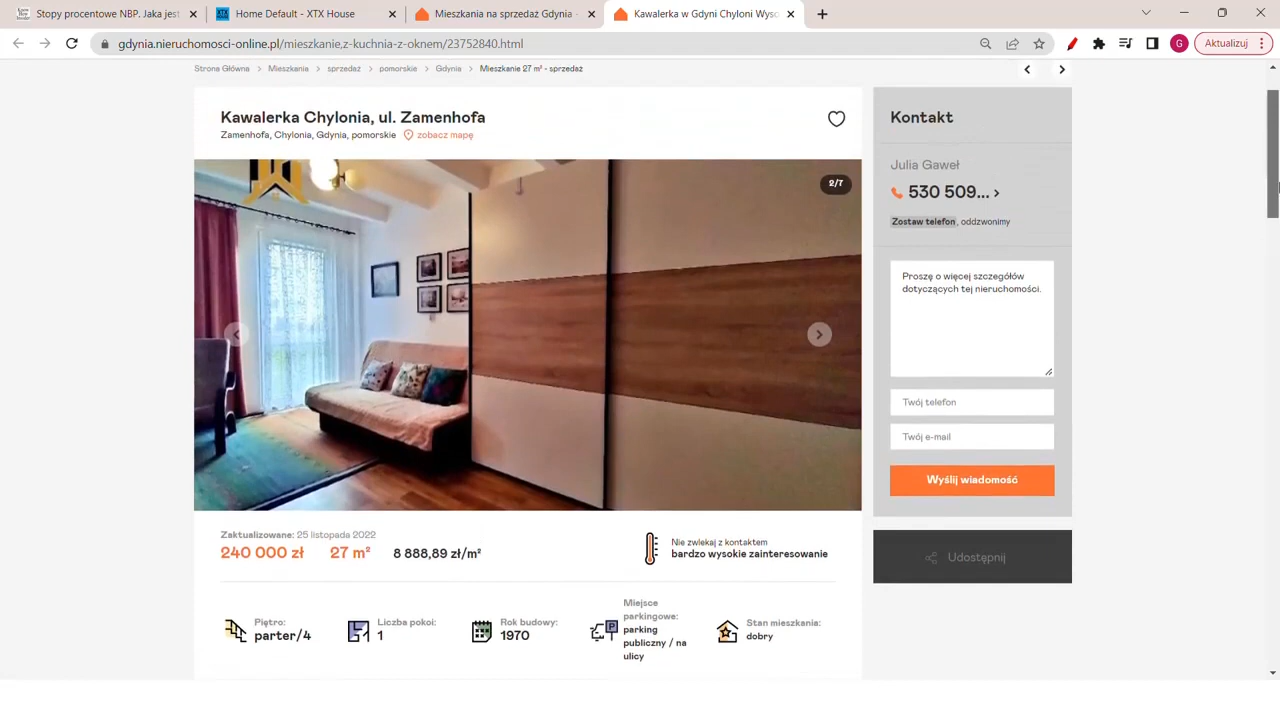 Stopy procentowe NBP. Jaka jest
Home Default - XTX House
Mieszkania na sprzedaż Gdynia -
Kawalerka w Gdyni Chyloni Wyso
gdynia.nieruchomosci-online.pl/mieszkanie,z-kuchnia-z-oknem/23752840.html
G
Aktualizuj
Strona Główna > Mieszkania > sprzedaż > pomorskie > Gdynia > Mieszkanie 27 m² - sprzedaż
Kawalerka Chylonia, ul. Zamenhofa
Zamenhofa, Chylonia, Gdynia, pomorskie zobacz mapę
2/7
Kontakt
Julia Gaweł
530 509... >
Zostaw telefon, oddzwonimy
Proszę o więcej szczegółów
dotyczących tej nieruchomości.
Twój telefon
Twój e-mail
Wyślij wiadomość
Udostępnij
Zaktualizowane: 25 listopada 2022
240 000 zł 27 m² 8 888,89 zł/m²
Nie zwlekaj z kontaktem
bardzo wysokie zainteresowanie
Piętro:
parter/4
Liczba pokoi:
1
Rok budowy:
1970
P
Miejsce
parkingowe:
parking
publiczny / na
ulicy
Stan mieszkania:
dobry